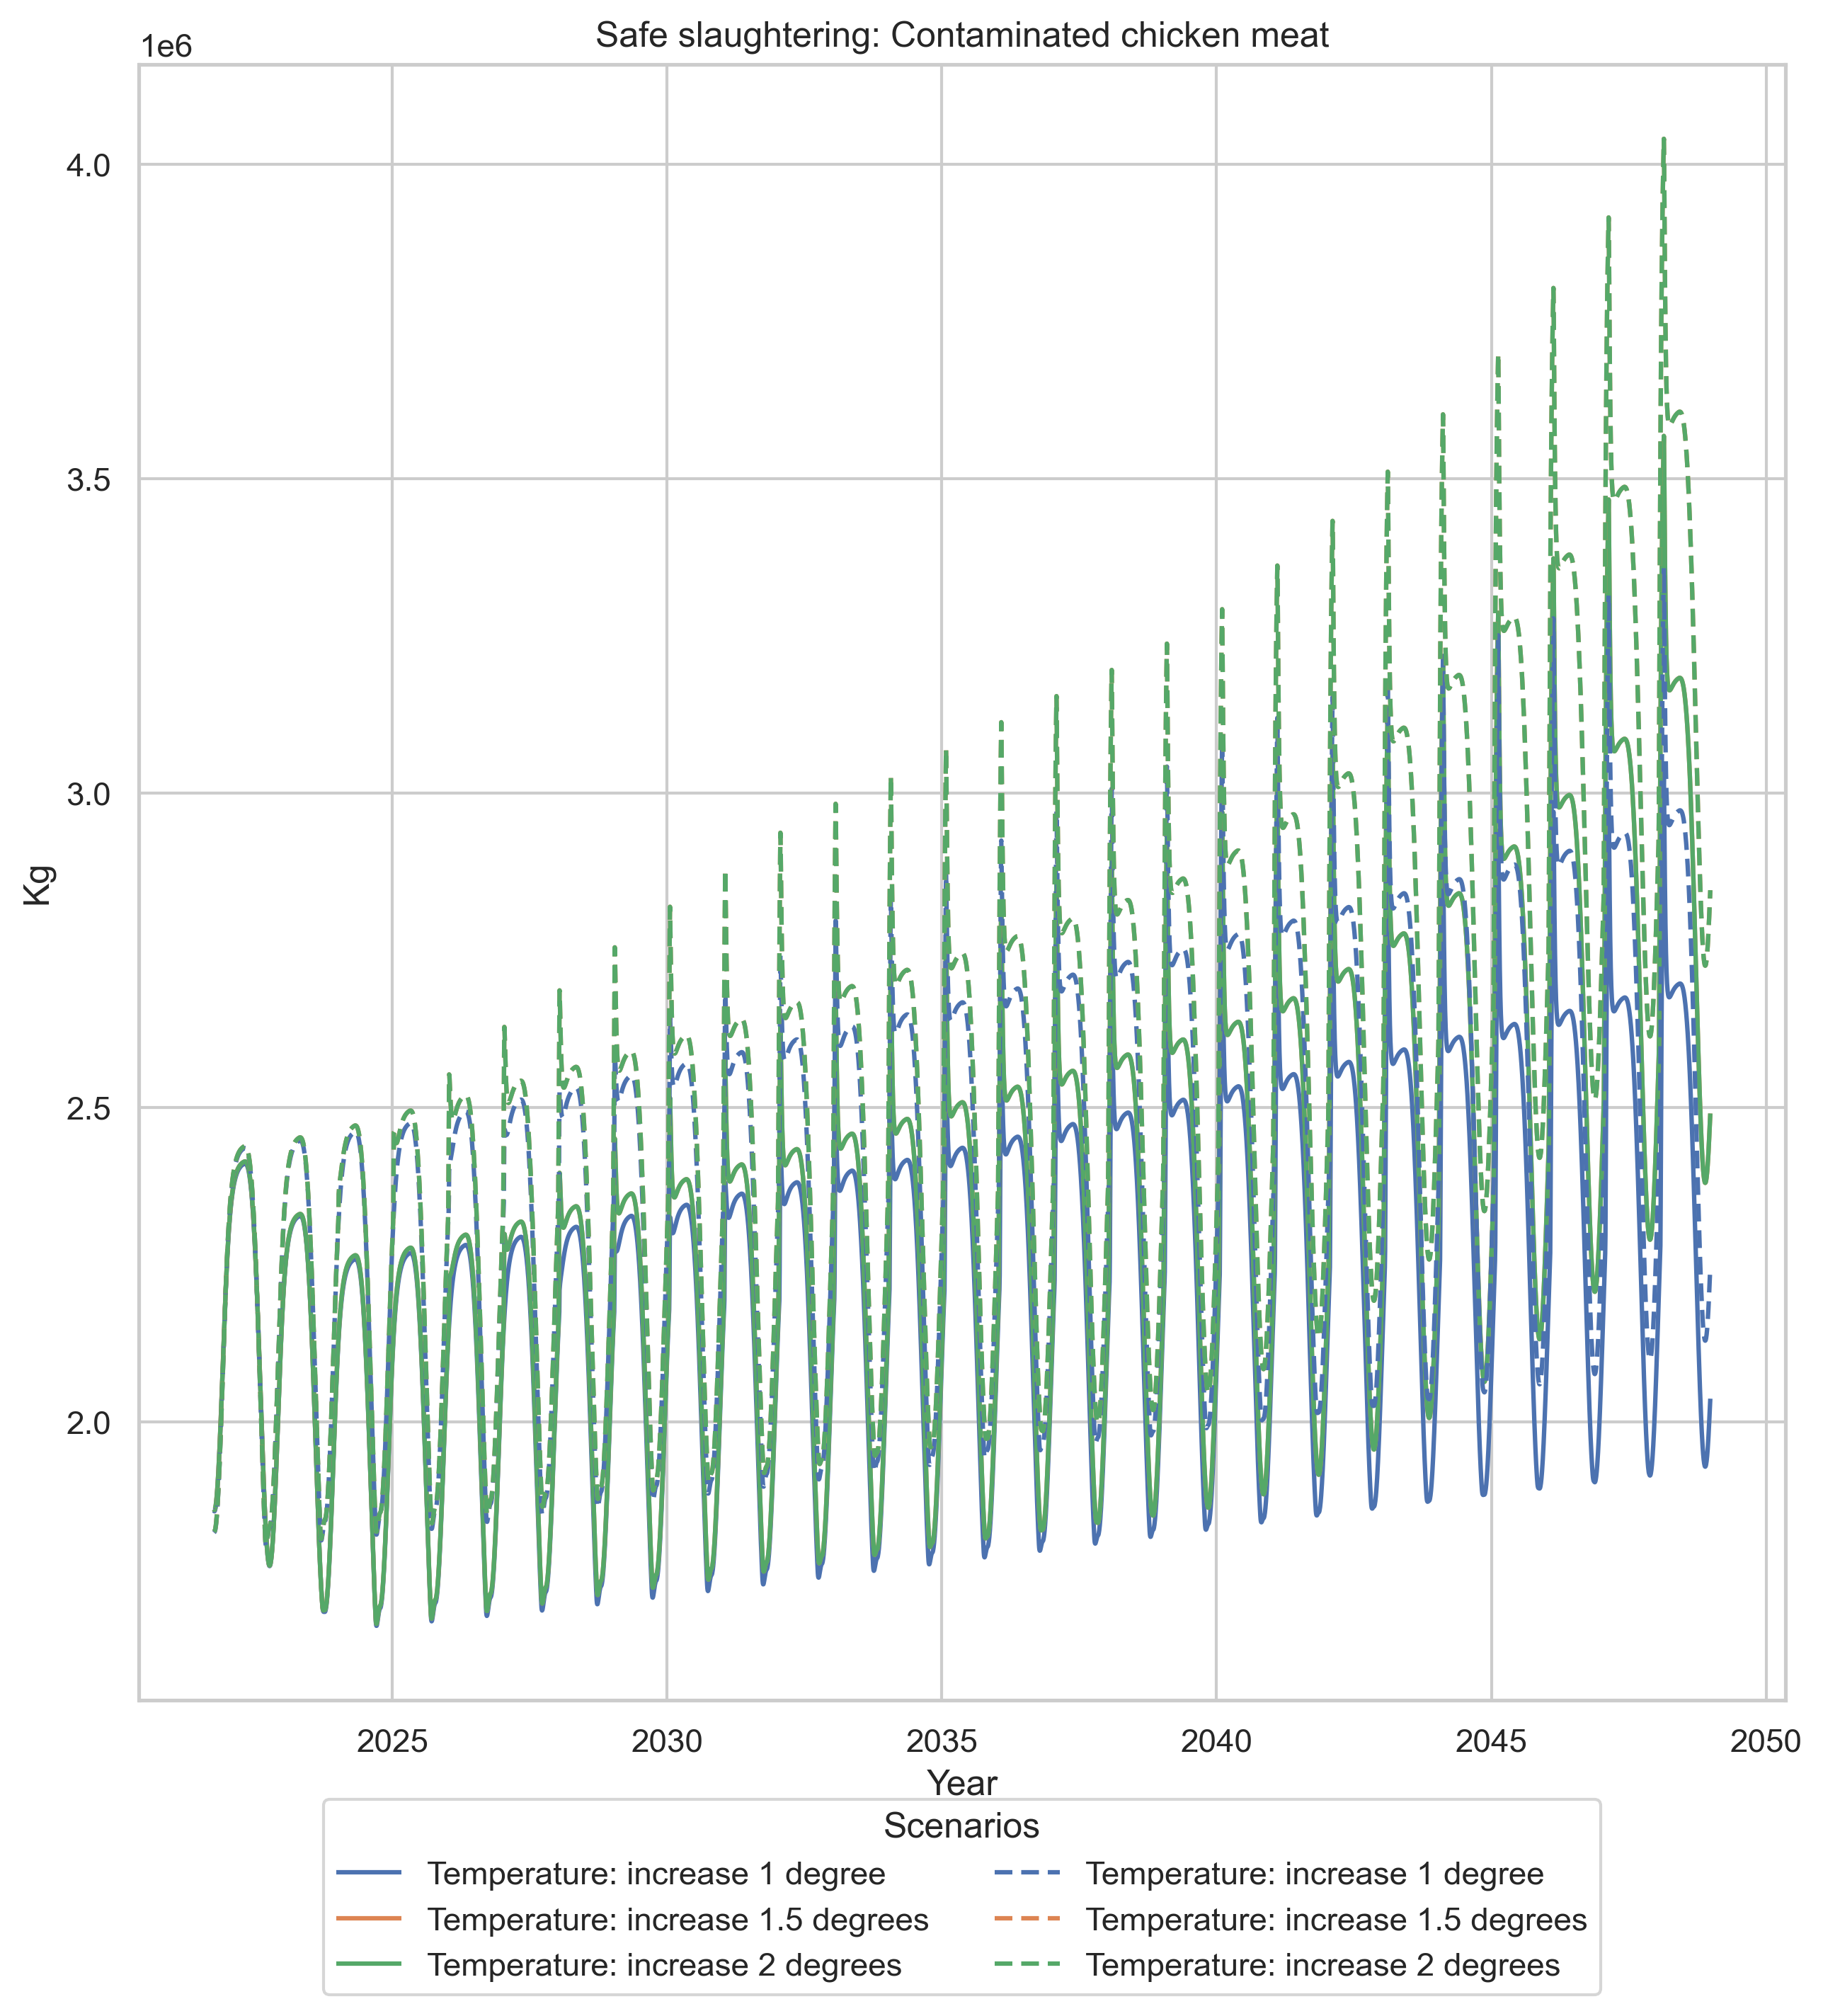 Safe slaughtering: Contaminated chicken meat
1e6
4.0
3.5
3.0
2.5
2.0
Kg
2025 2030 2035 2040 2045 2050
Year
Scenarios
Temperature: increase 1 degree Temperature: increase 1 degree
Temperature: increase 1.5 degrees Temperature: increase 1.5 degrees
Temperature: increase 2 degrees Temperature: increase 2 degrees